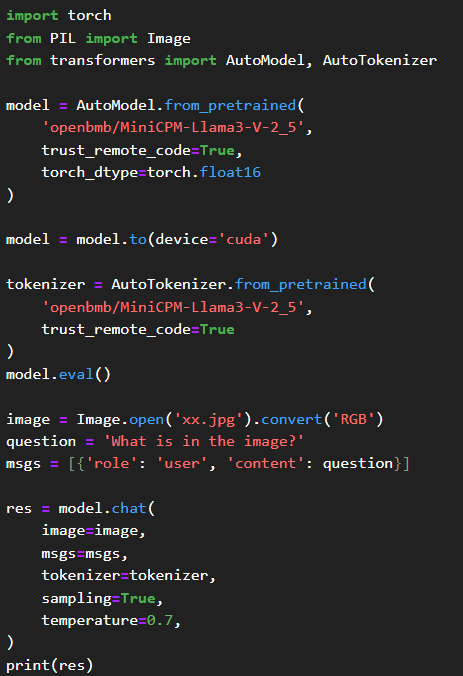 import torch
from PIL import Image
from transformers import AutoModel, AutoTokenizer

model = AutoModel.from_pretrained(
    'openbmb/MiniCPM-Llama3-V-2_5',
    trust_remote_code=True,
    torch_dtype=torch.float16
)

model = model.to(device='cuda')

tokenizer = AutoTokenizer.from_pretrained(
    'openbmb/MiniCPM-Llama3-V-2_5',
    trust_remote_code=True
)
model.eval()

image = Image.open('xx.jpg').convert('RGB')
question = 'What is in the image?'
msgs = [{'role': 'user', 'content': question}]

res = model.chat(
    image=image,
    msgs=msgs,
    tokenizer=tokenizer,
    sampling=True,
    temperature=0.7,
)
print(res)